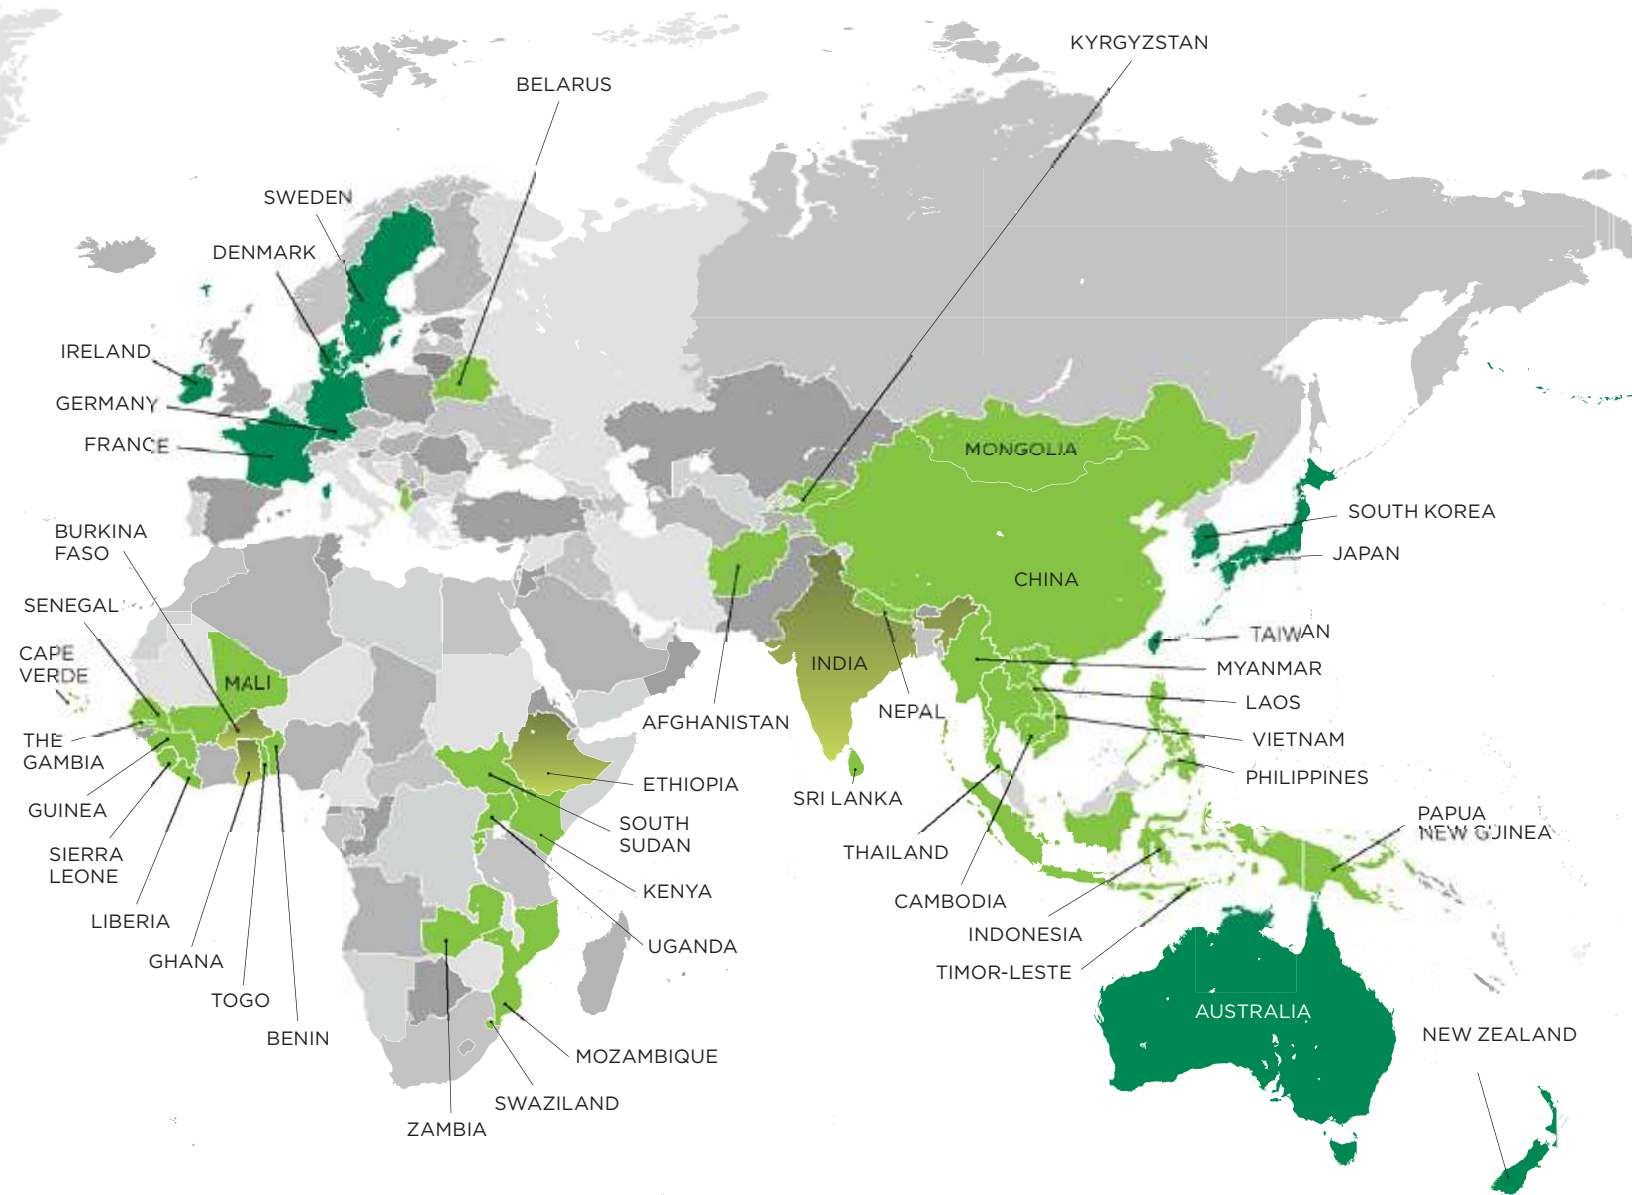 KYRGYZSTAN
BELARUS
SWEDEN
DENMARK
IRELAND
GERMANY
FRANCE
MONGOLIA
SOUTH KOREA
BURKINA
FASO
JAPAN
CHINA
SENEGAL
TAIWAN
CAPE
VERDE
INDIA
MYANMAR
MALI
LAOS
NEPAL
AFGHANISTAN
THE
GAMBIA
VIETNAM
PHILIPPINES
ETHIOPIA
SRI LANKA
GUINEA
SOUTH
SUDAN
PAPUA
NEW GUINEA
SIERRA
LEONE
THAILAND
KENYA
CAMBODIA
LIBERIA
INDONESIA
UGANDA
GHANA
TIMOR-LESTE
TOGO
AUSTRALIA
BENIN
NEW ZEALAND
MOZAMBIQUE
SWAZILAND
ZAMBIA